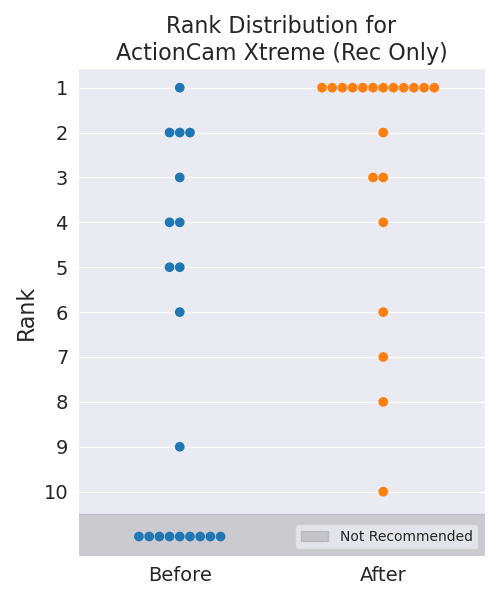 Rank Distribution for
ActionCam Xtreme (Rec Only)
1
2
3
4
5
6
7
8
9
10
Rank
Not Recommended
Before
After